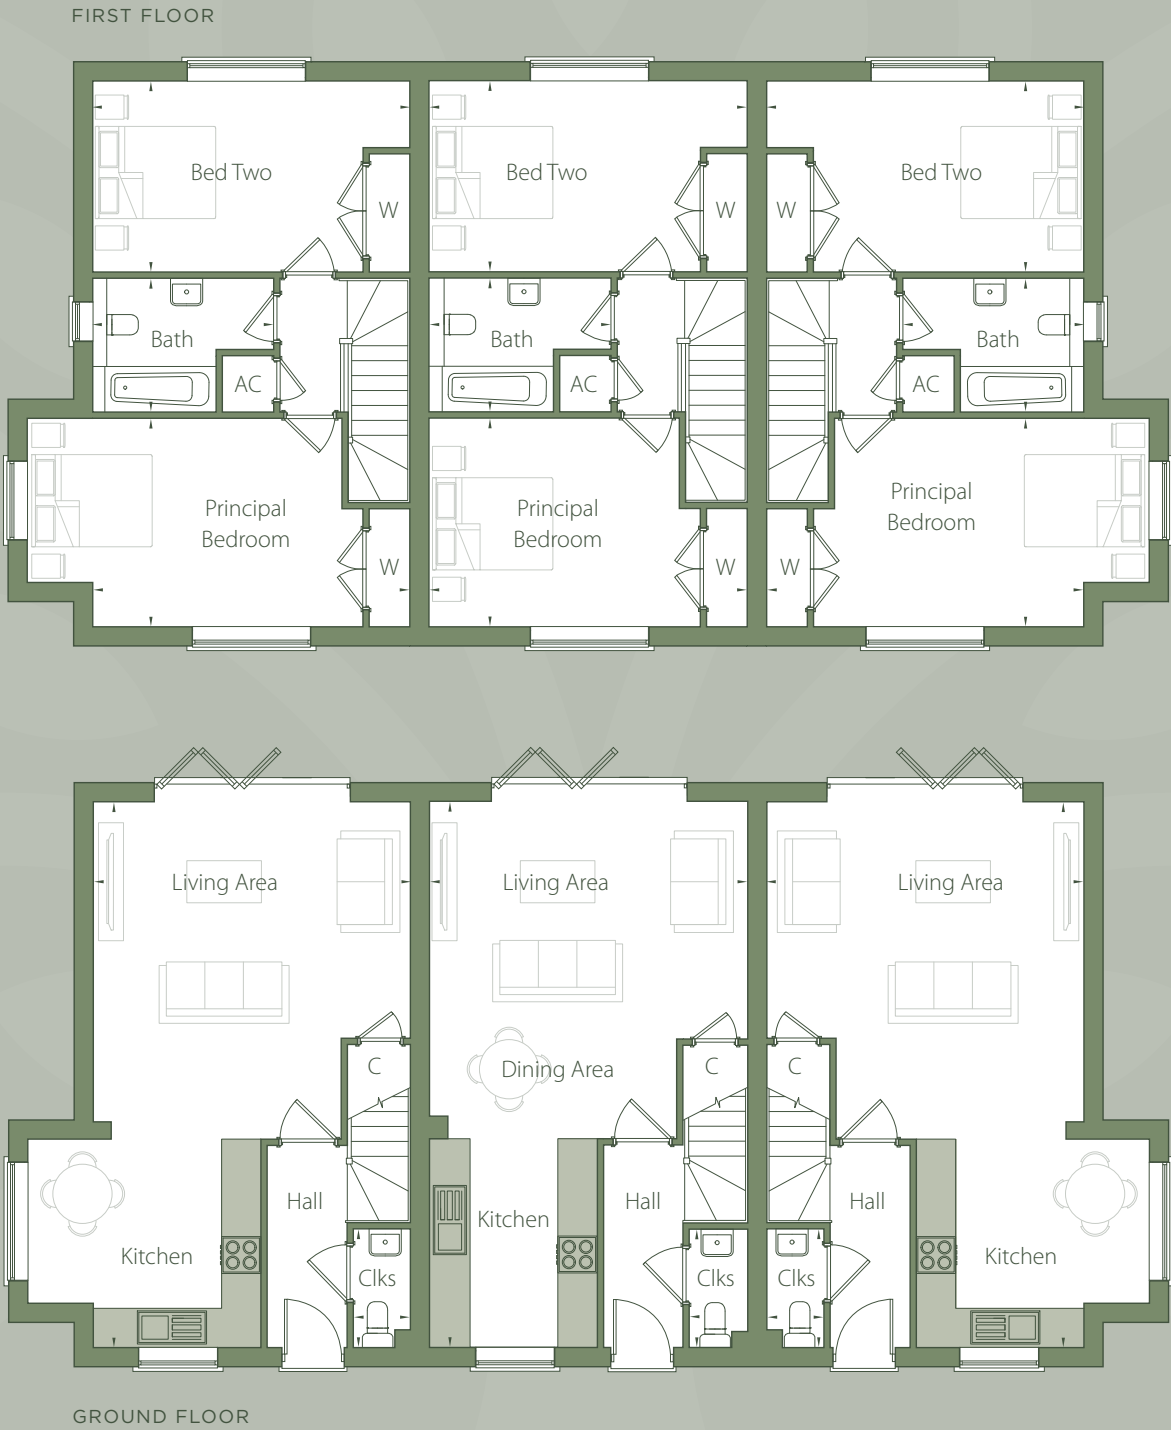 FIRST FLOOR
Bed Two
Bed Two
Bed Two
W
W
W
Bath
Bath
Bath
AC
AC
AC
Principal
Bedroom
Principal
Bedroom
Principal
Bedroom
W
W
W
Living Area
Living Area
Living Area
C
Dining Area
C
C
Hall
Hall
Hall
Kitchen
Kitchen
Kitchen
Clks
Clks
Clks
GROUND FLOOR